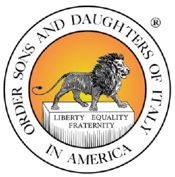 ORDER SONS AND DAUGHTERS OF ITALY
®
LIBERTY EQUALITY
FRATERNITY
IN AMERICA